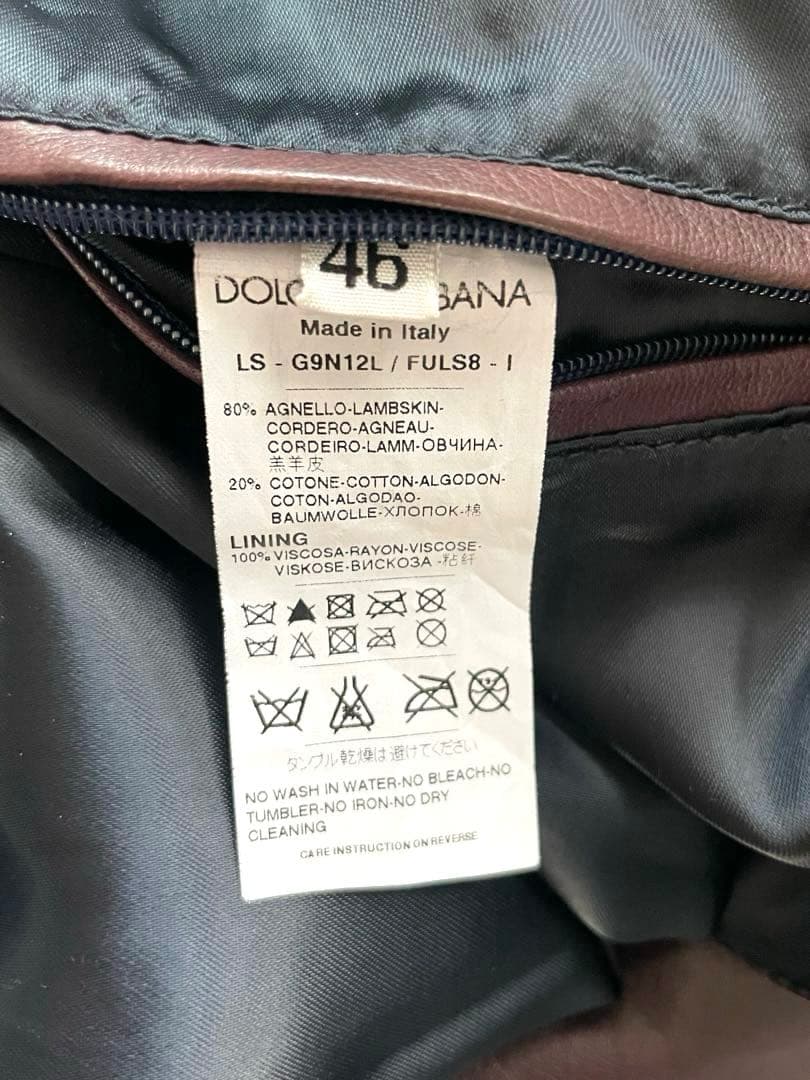 46
DOLC BANA
Made in Italy
LS - G9N12L / FULS8 - I
80% AGNELLO-LAMBSKIN-
CORDERO-AGNEAU-
CORDEIRO-LAMM-ОВЧИНА-
羔羊皮
20% COTONE-COTTON-ALGODON-
COTON-ALGODAO-
BAUMWOLLE-ХЛОПОК-棉
LINING
100% VISCOSA-RAYON-VISCOSE-
VISKOSE-ВИСКОЗА -粘纤
タンブル乾燥は避けてください
NO WASH IN WATER-NO BLEACH-NO
TUMBLER-NO IRON-NO DRY
CLEANING
CARE INSTRUCTION ON REVERSE